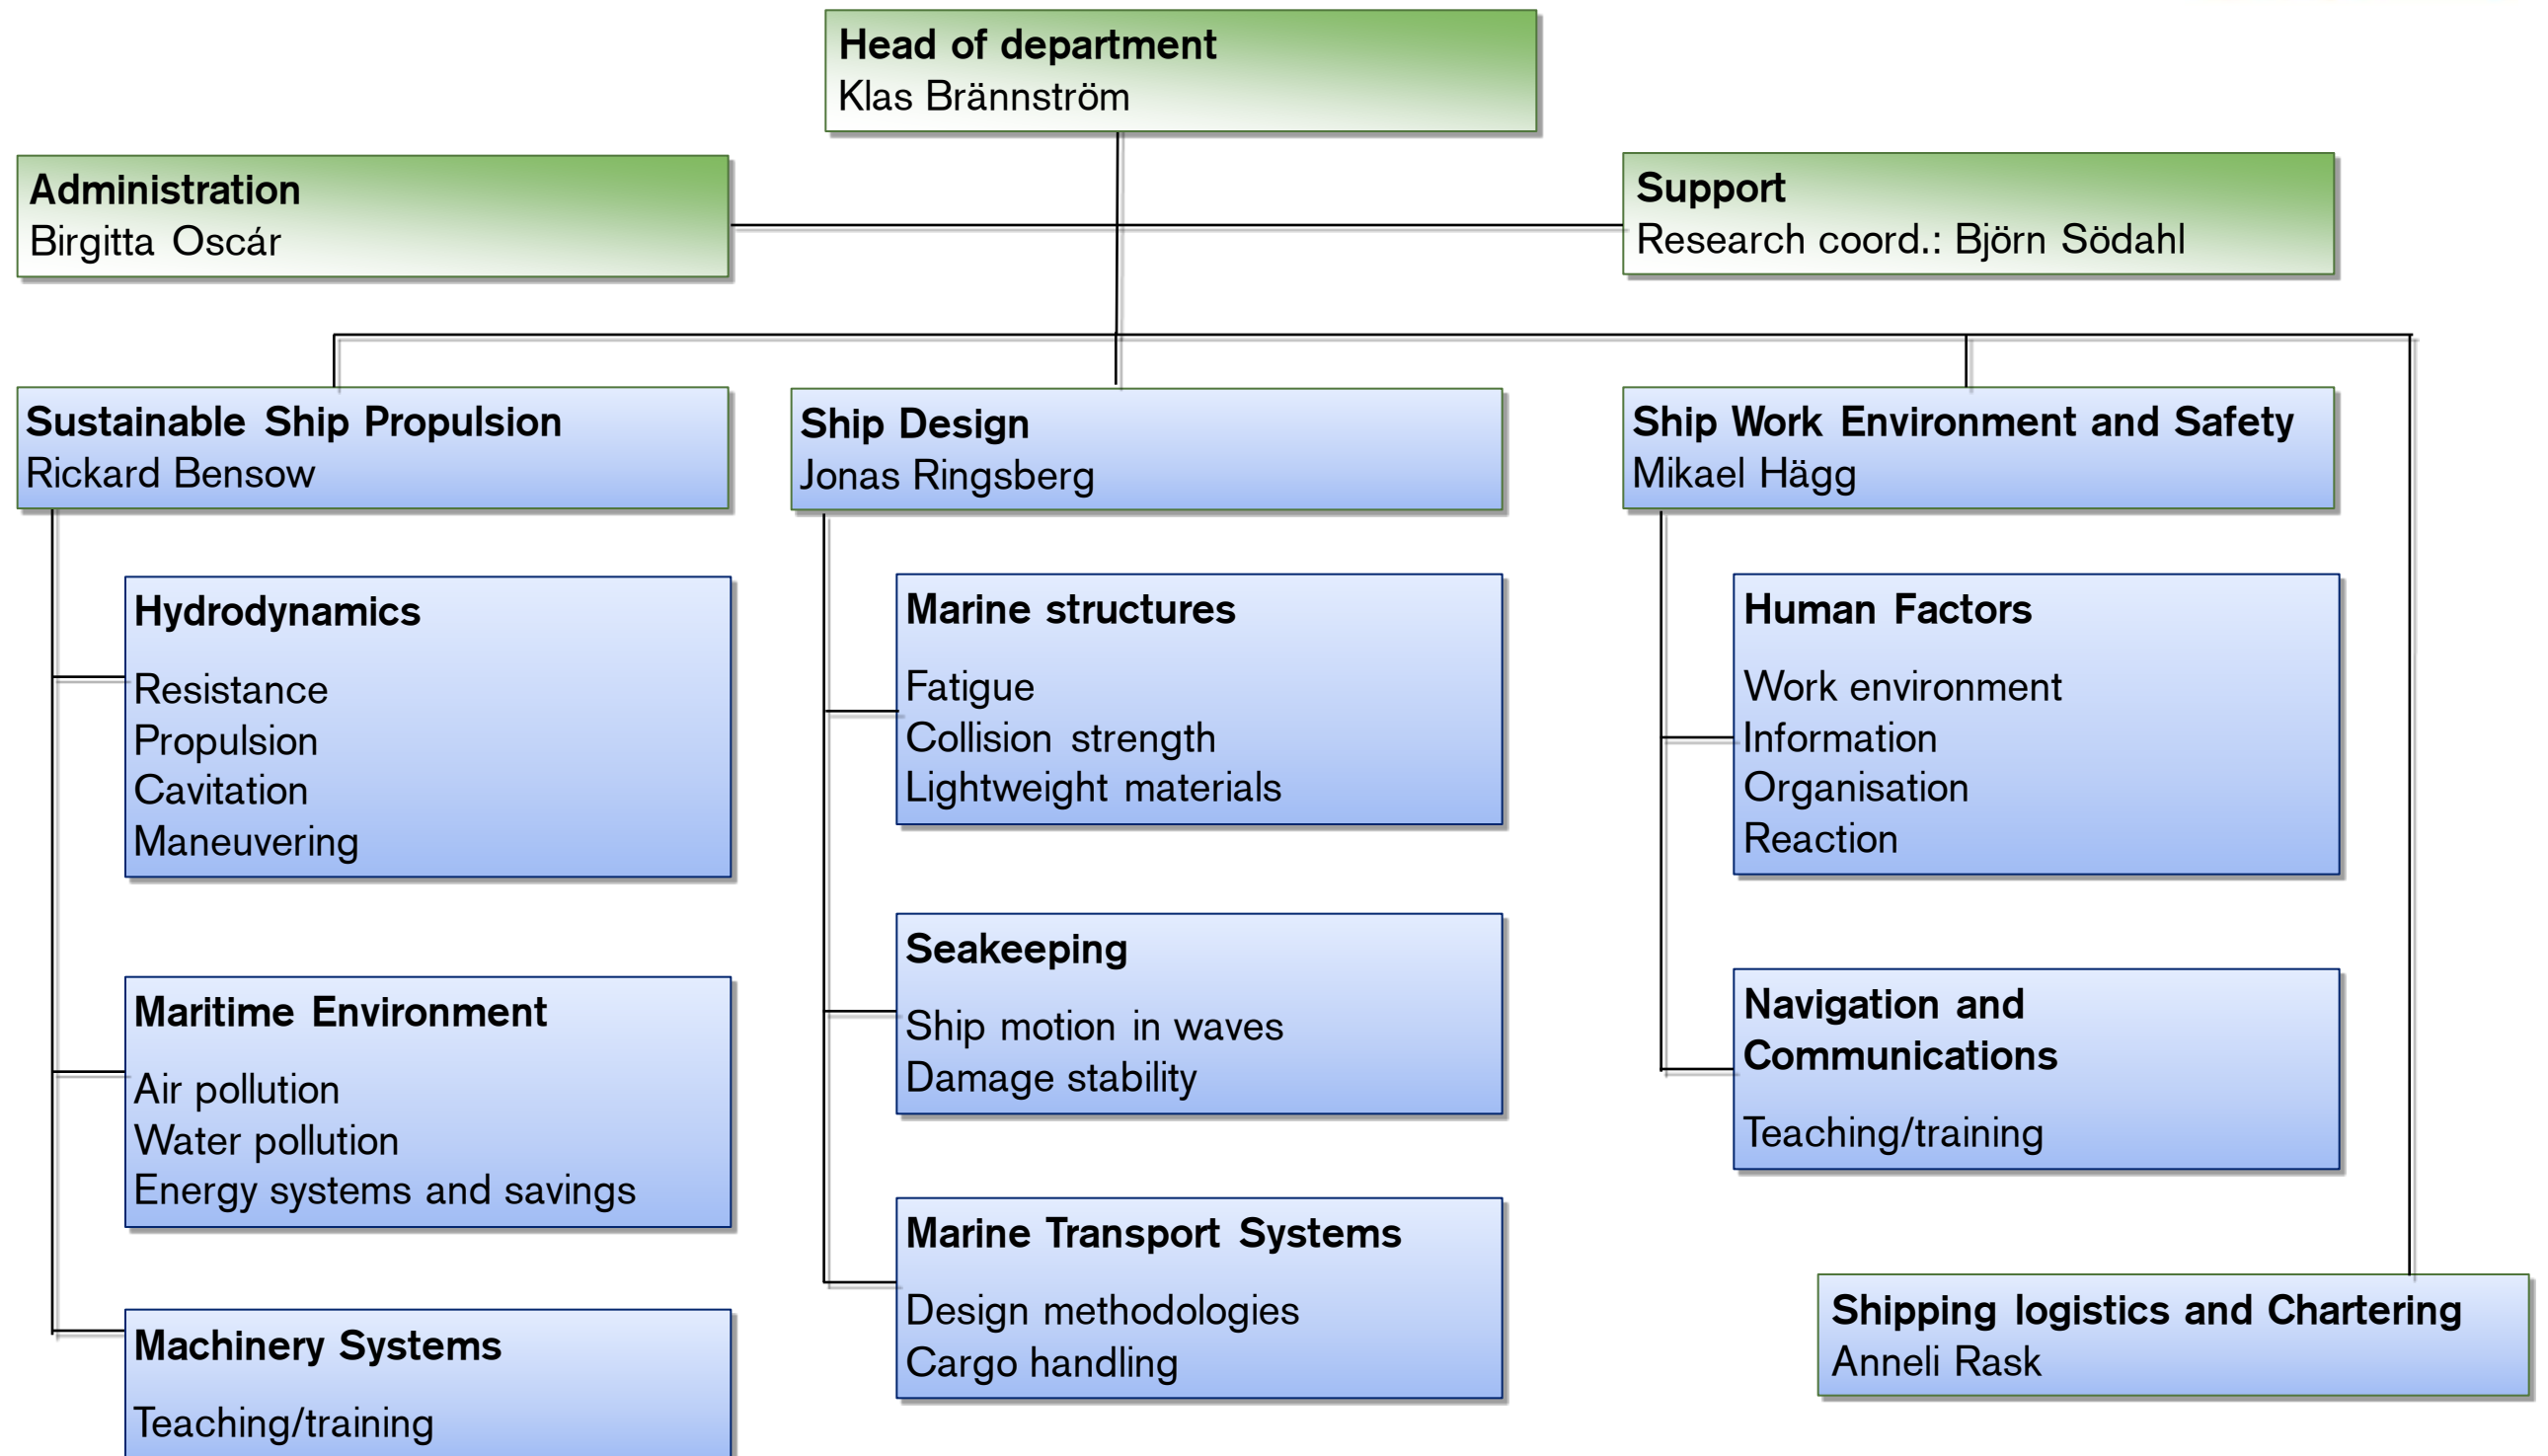 Head of department
Klas Brännström
Administration
Birgitta Oscár
Support
Research coord.: Björn Södahl
Sustainable Ship Propulsion
Rickard Bensow
Hydrodynamics
Resistance
Propulsion
Cavitation
Maneuvering
Maritime Environment
Air pollution
Water pollution
Energy systems and savings
Machinery Systems
Teaching/training
Ship Design
Jonas Ringsberg
Marine structures
Fatigue
Collision strength
Lightweight materials
Seakeeping
Ship motion in waves
Damage stability
Marine Transport Systems
Design methodologies
Cargo handling
Ship Work Environment and Safety
Mikael Hägg
Human Factors
Work environment
Information
Organisation
Reaction
Navigation and
Communications
Teaching/training
Shipping logistics and Chartering
Anneli Rask